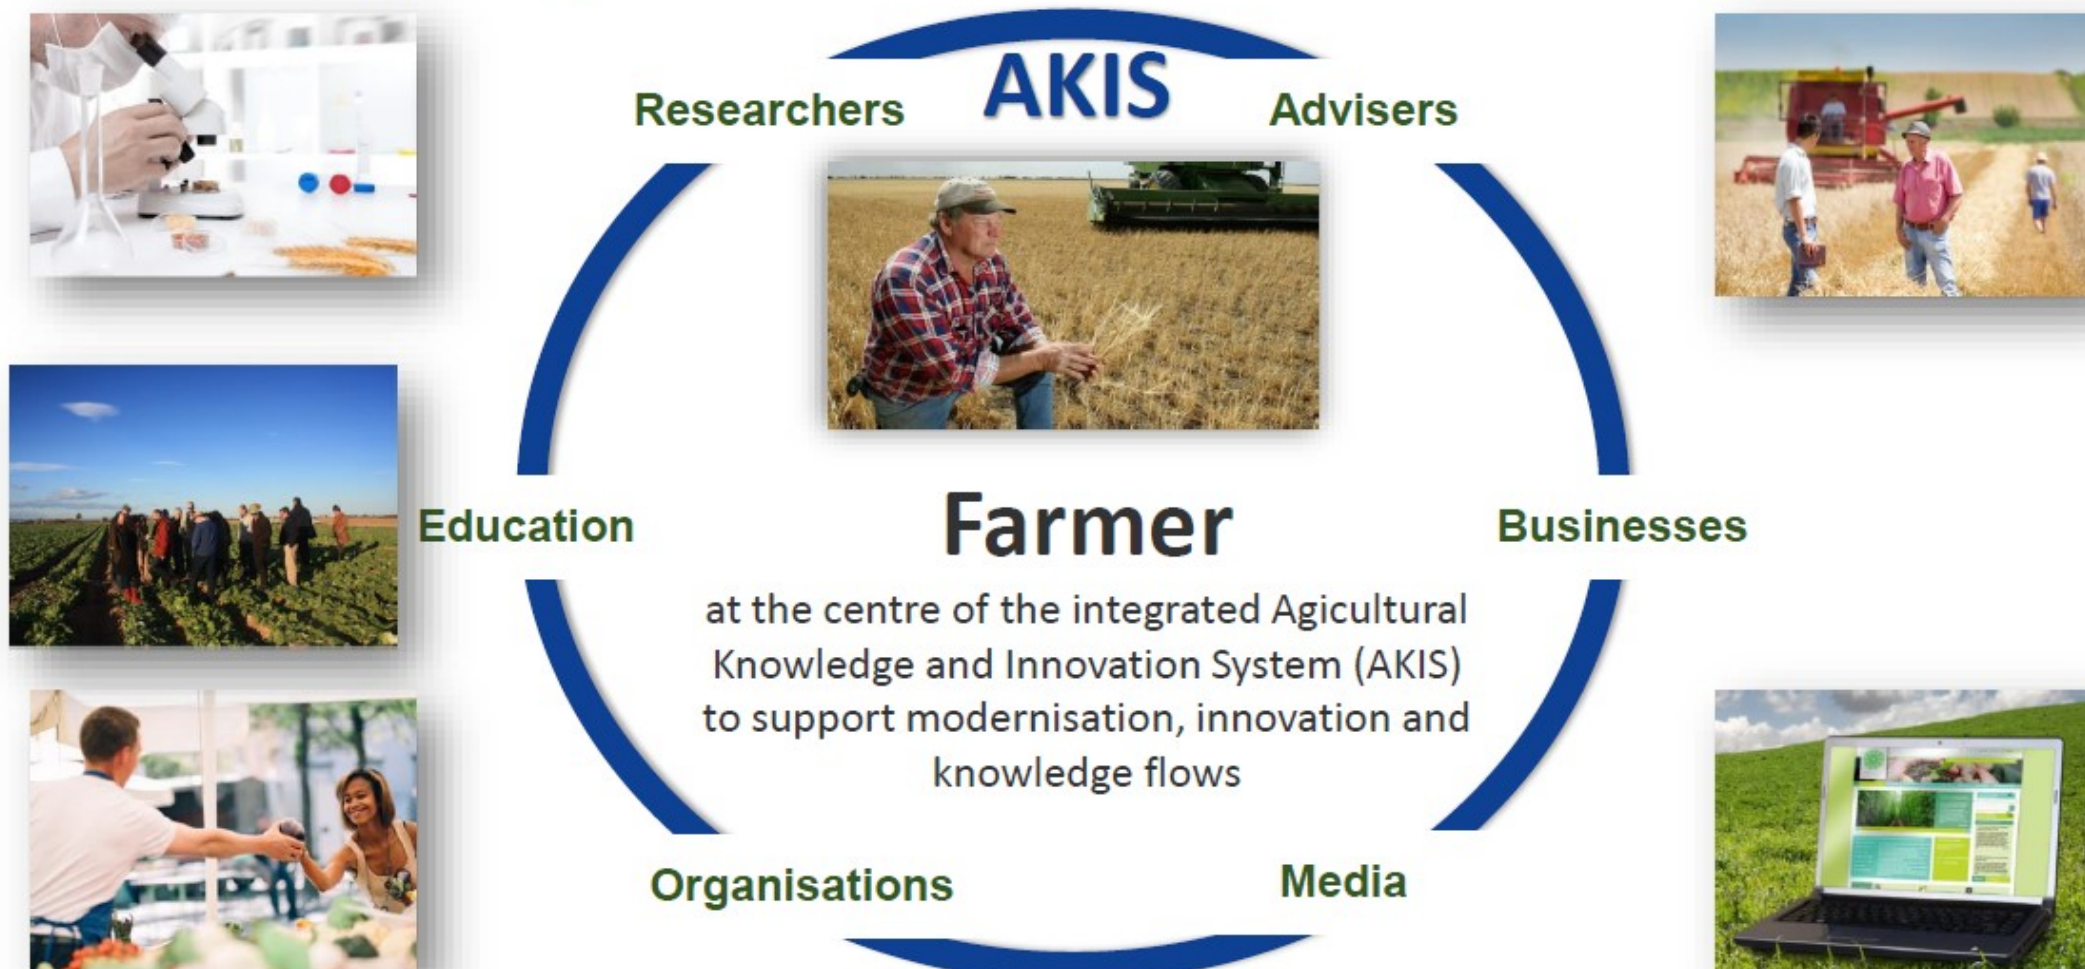 AKIS
Researchers
Advisers
Education
Farmer
Businesses
at the centre of the integrated Agicultural
Knowledge and Innovation System (AKIS)
to support modernisation, innovation and
knowledge flows
Organisations
Media